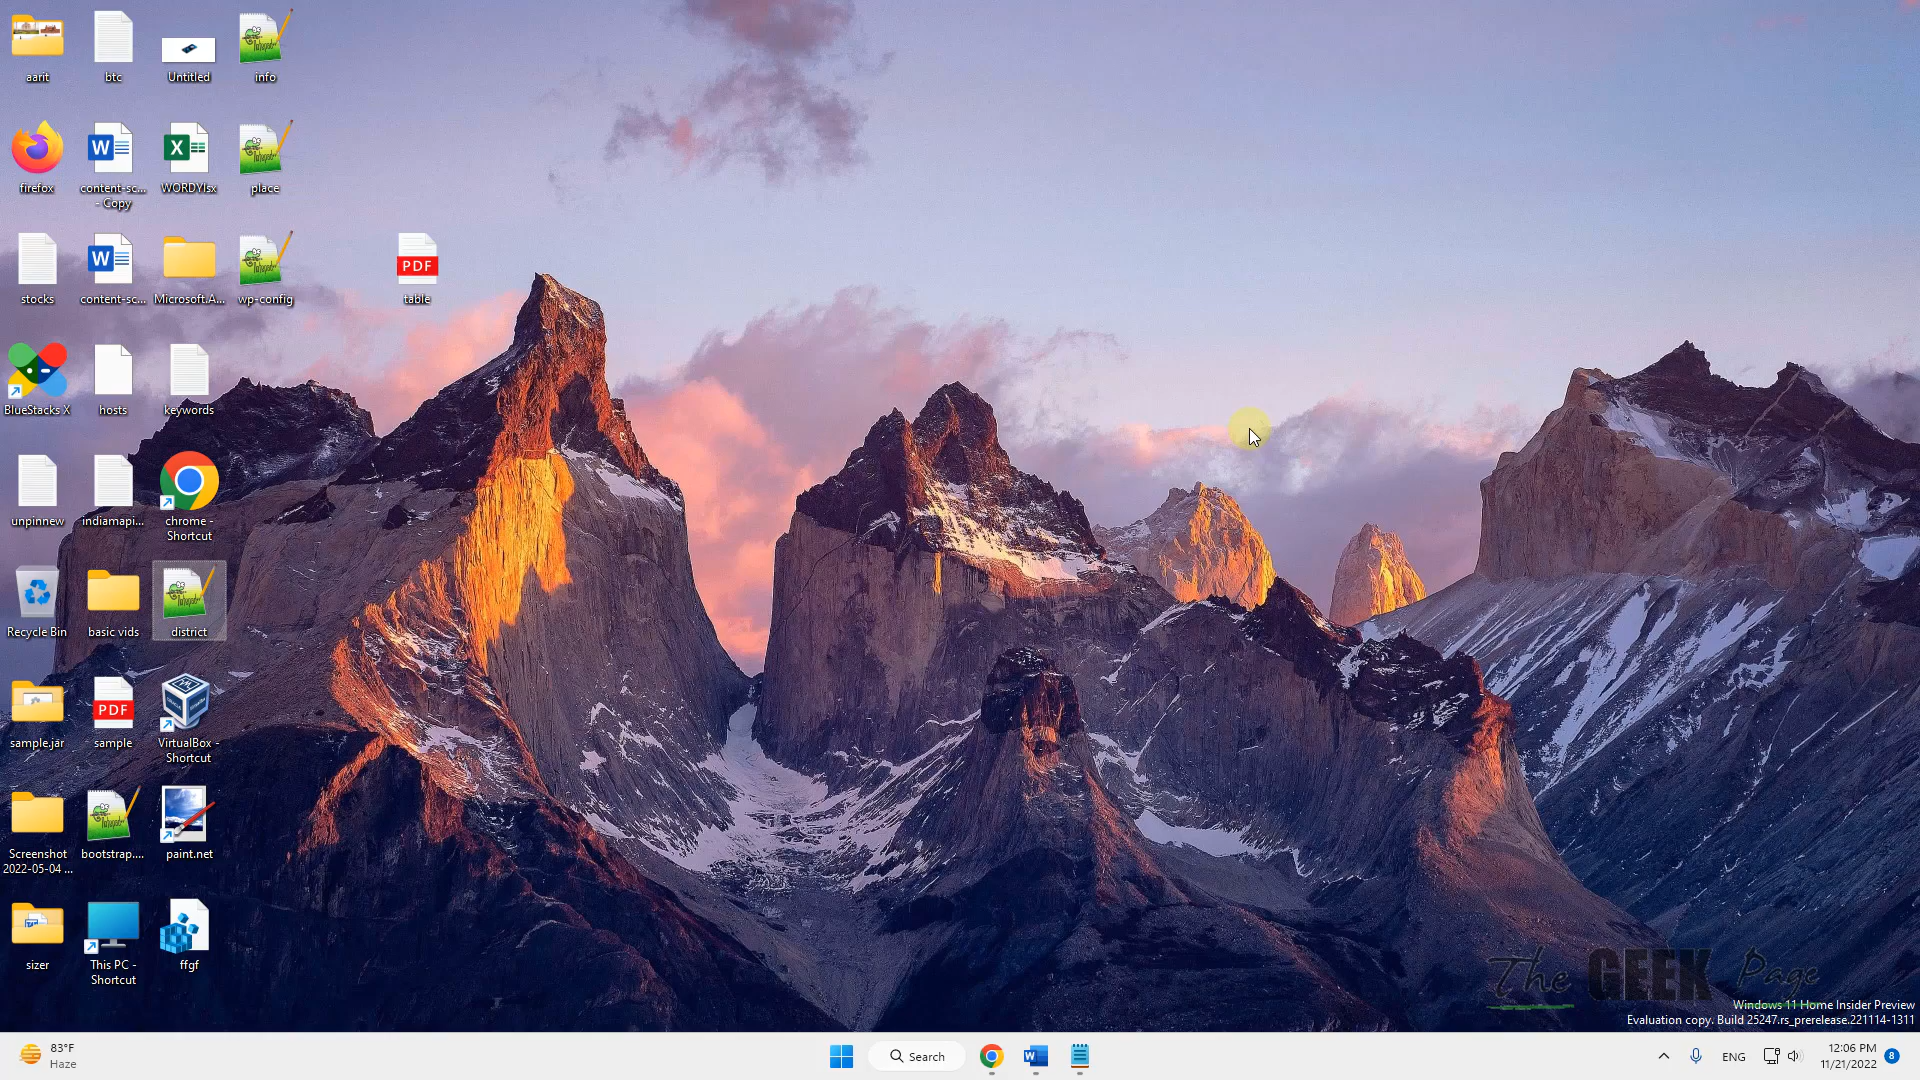 aarit
btc
Untitled
info
firefox
content-sc...
- Copy
WORDYlsx
place
stocks
content-sc...
Microsoft.A...
wp-config
PDF
table
BlueStacks X
hosts
keywords
unpinnew
indiamapi...
chrome -
Shortcut
Recycle Bin
basic vids
district
sample.jar
PDF
sample
VirtualBox -
Shortcut
Screenshot
2022-05-04 ...
bootstrap....
paint.net
sizer
This PC -
Shortcut
ffgf
The GEEK Page
Windows 11 Home Insider Preview
Evaluation copy. Build 25247.rs_prerelease.221114-1311
83°F
Haze
Search
ENG
12:06 PM
11/21/2022
8